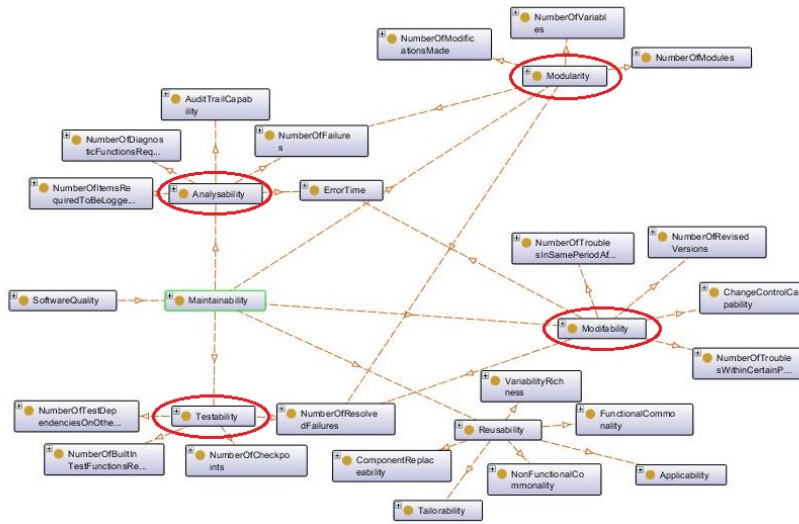 NumberOfVariabl
es
NumberOfModific
ationsMade
NumberOfModules
Modularity
AuditTrailCapab
ility
NumberOfFailure
s
NumberOfDiagnos
ticFunctionsReq...
NumberOfItemsRe
quiredToBeLogge...
Analysability
ErrorTime
NumberOfTrouble
sInSamePeriodAf...
NumberOfRevised
Versions
SoftwareQuality
Maintainability
ChangeControlCa
pability
Modifability
NumberOfTrouble
sWithinCertainP...
VariabilityRich
ness
NumberOfTestDep
endenciesOnOthe...
Testability
NumberOfResolve
dFailures
FunctionalCommo
nality
Reusability
NumberOfBuiltIn
TestFunctionsRe...
NumberOfCheckpo
ints
ComponentReplac
eability
NonFunctionalCo
mmonality
Applicability
Tailorability